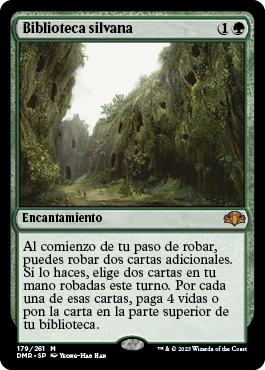 Biblioteca silvana 1
Encantamiento
Al comienzo de tu paso de robar,
puedes robar dos cartas adicionales.
Si lo haces, elige dos cartas en tu
mano robadas este turno. Por cada
una de esas cartas, paga 4 vidas o
pon la carta en la parte superior de
tu biblioteca.
179/261 M
DMR • SP Yeong-Hao Han
™ & © 2023 Wizards of the Coast